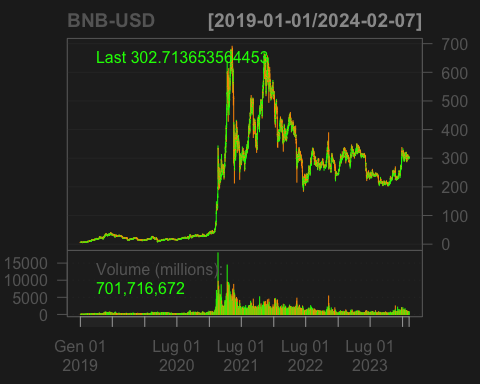 BNB-USD [2019-01-01/2024-02-07]
Last 302.713653564453
700
600
500
400
300
200
100
0
Volume (millions):
701,716,672
15000
10000
5000
0
Gen 01 2019
Lug 01 2020
Lug 01 2021
Lug 01 2022
Lug 01 2023